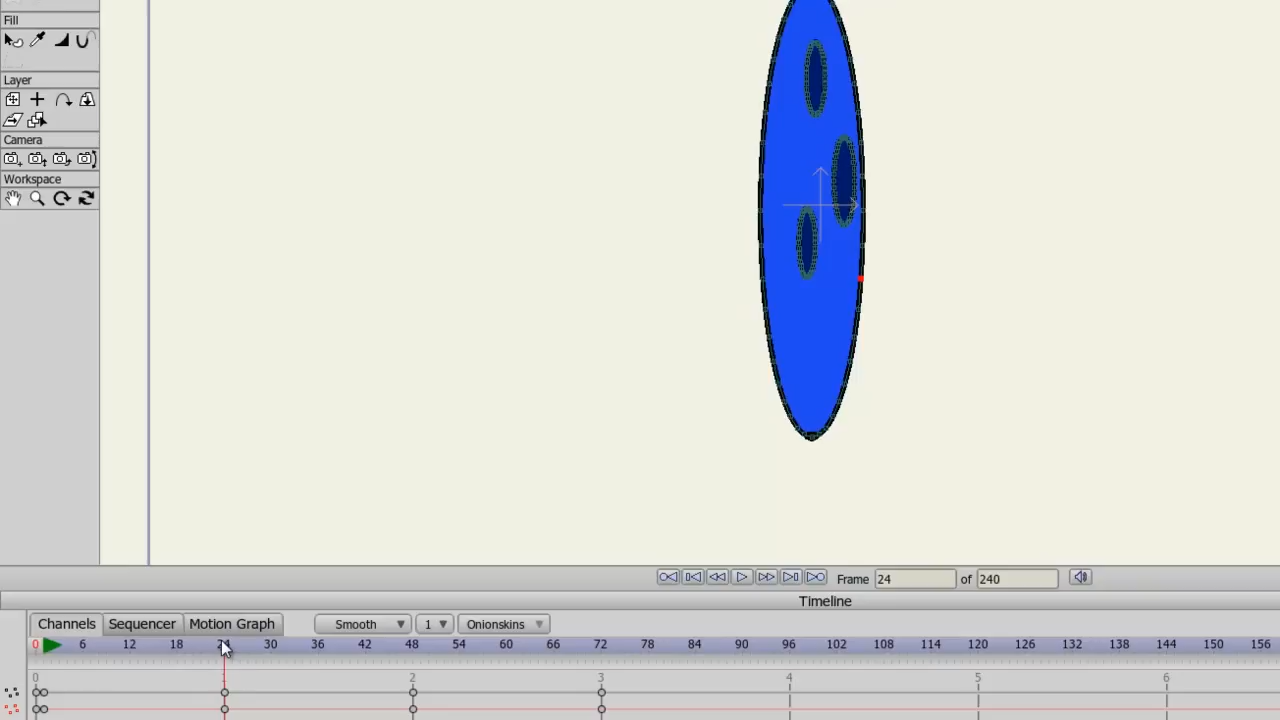 Fill
Layer
Camera
Workspace
Frame 24 of 240
Timeline
Channels Sequencer Motion Graph Smooth 1 Onionskins
0 6 12 18 24 30 36 42 48 54 60 66 72 78 84 90 96 102 108 114 120 126 132 138 144 150 156
0 2 3 4 5 6